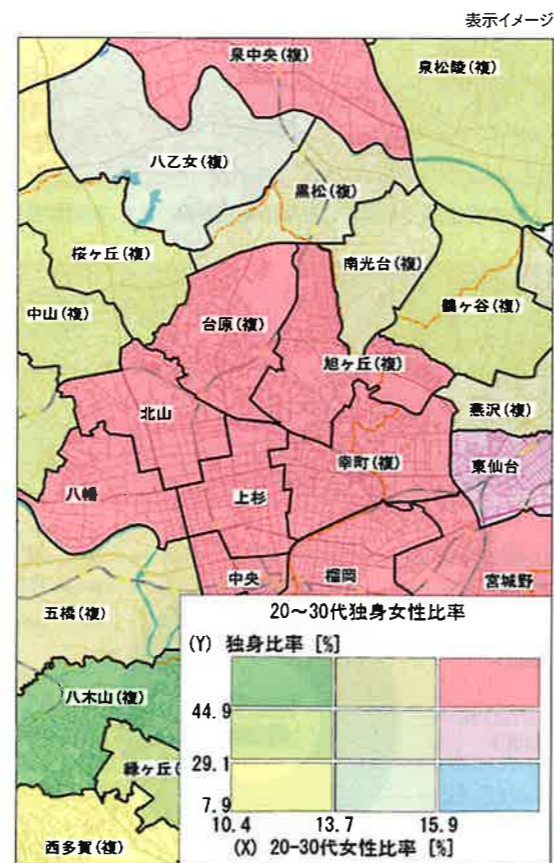 表示イメージ
泉中央(複)
泉松陵(複)
八乙女(複)
黒松(複)
桜ヶ丘(複)
南光台(複)
中山(複)
鶴ヶ谷(複)
台原(複)
旭ヶ丘(複)
北山
燕沢(複)
幸町(複)
東仙台
八幡
上杉
中央
榴岡
宮城野
五橋(複)
八木山(複)
緑ヶ丘(
西多賀(複)
20～30代独身女性比率
(Y) 独身比率 [%]
44.9
29.1
7.9
10.4 13.7 15.9
(X) 20-30代女性比率 [%]